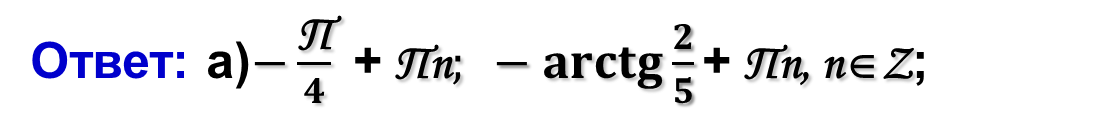 Ответ: а)−π/4 + πn; − arctg 2/5 + πn, n∈Z;